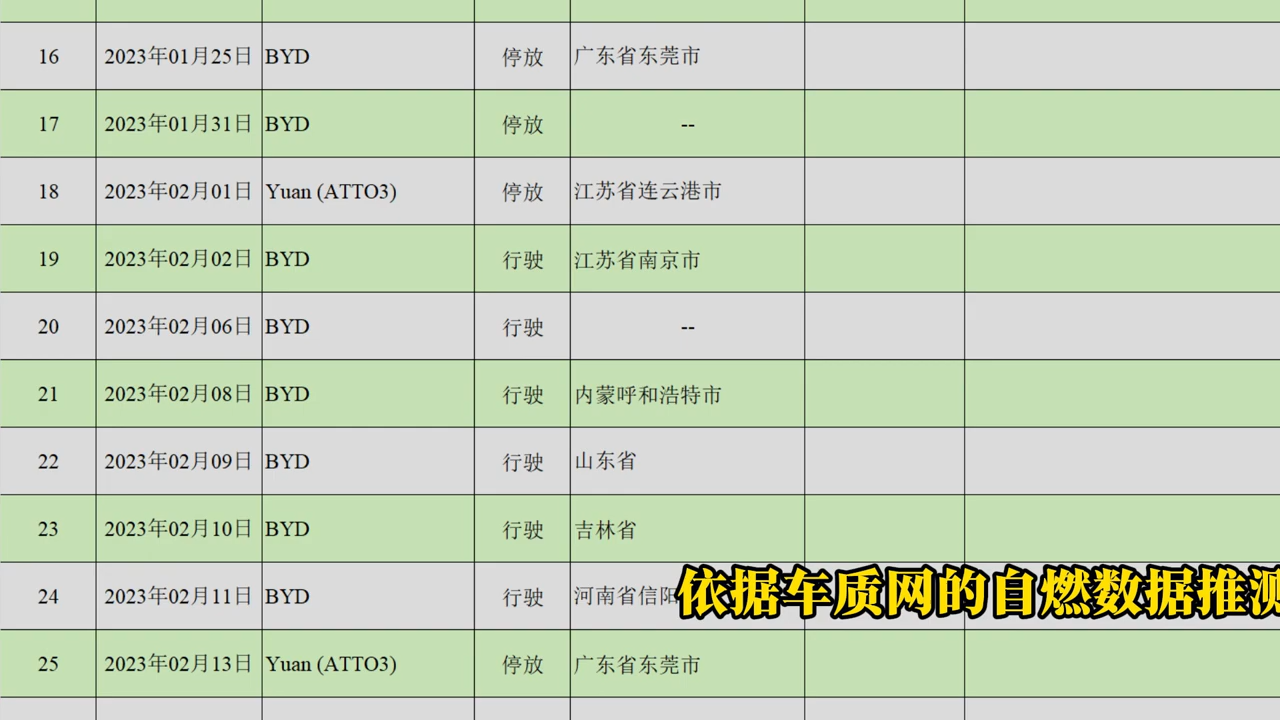 16 2023年01月25日 BYD 停放 广东省东莞市
17 2023年01月31日 BYD 停放 --
18 2023年02月01日 Yuan (ATTO3) 停放 江苏省连云港市
19 2023年02月02日 BYD 行驶 江苏省南京市
20 2023年02月06日 BYD 行驶 --
21 2023年02月08日 BYD 行驶 内蒙呼和浩特市
22 2023年02月09日 BYD 行驶 山东省
23 2023年02月10日 BYD 行驶 吉林省
24 2023年02月11日 BYD 行驶 河南省信阳
依据车质网的自燃数据推测
25 2023年02月13日 Yuan (ATTO3) 停放 广东省东莞市